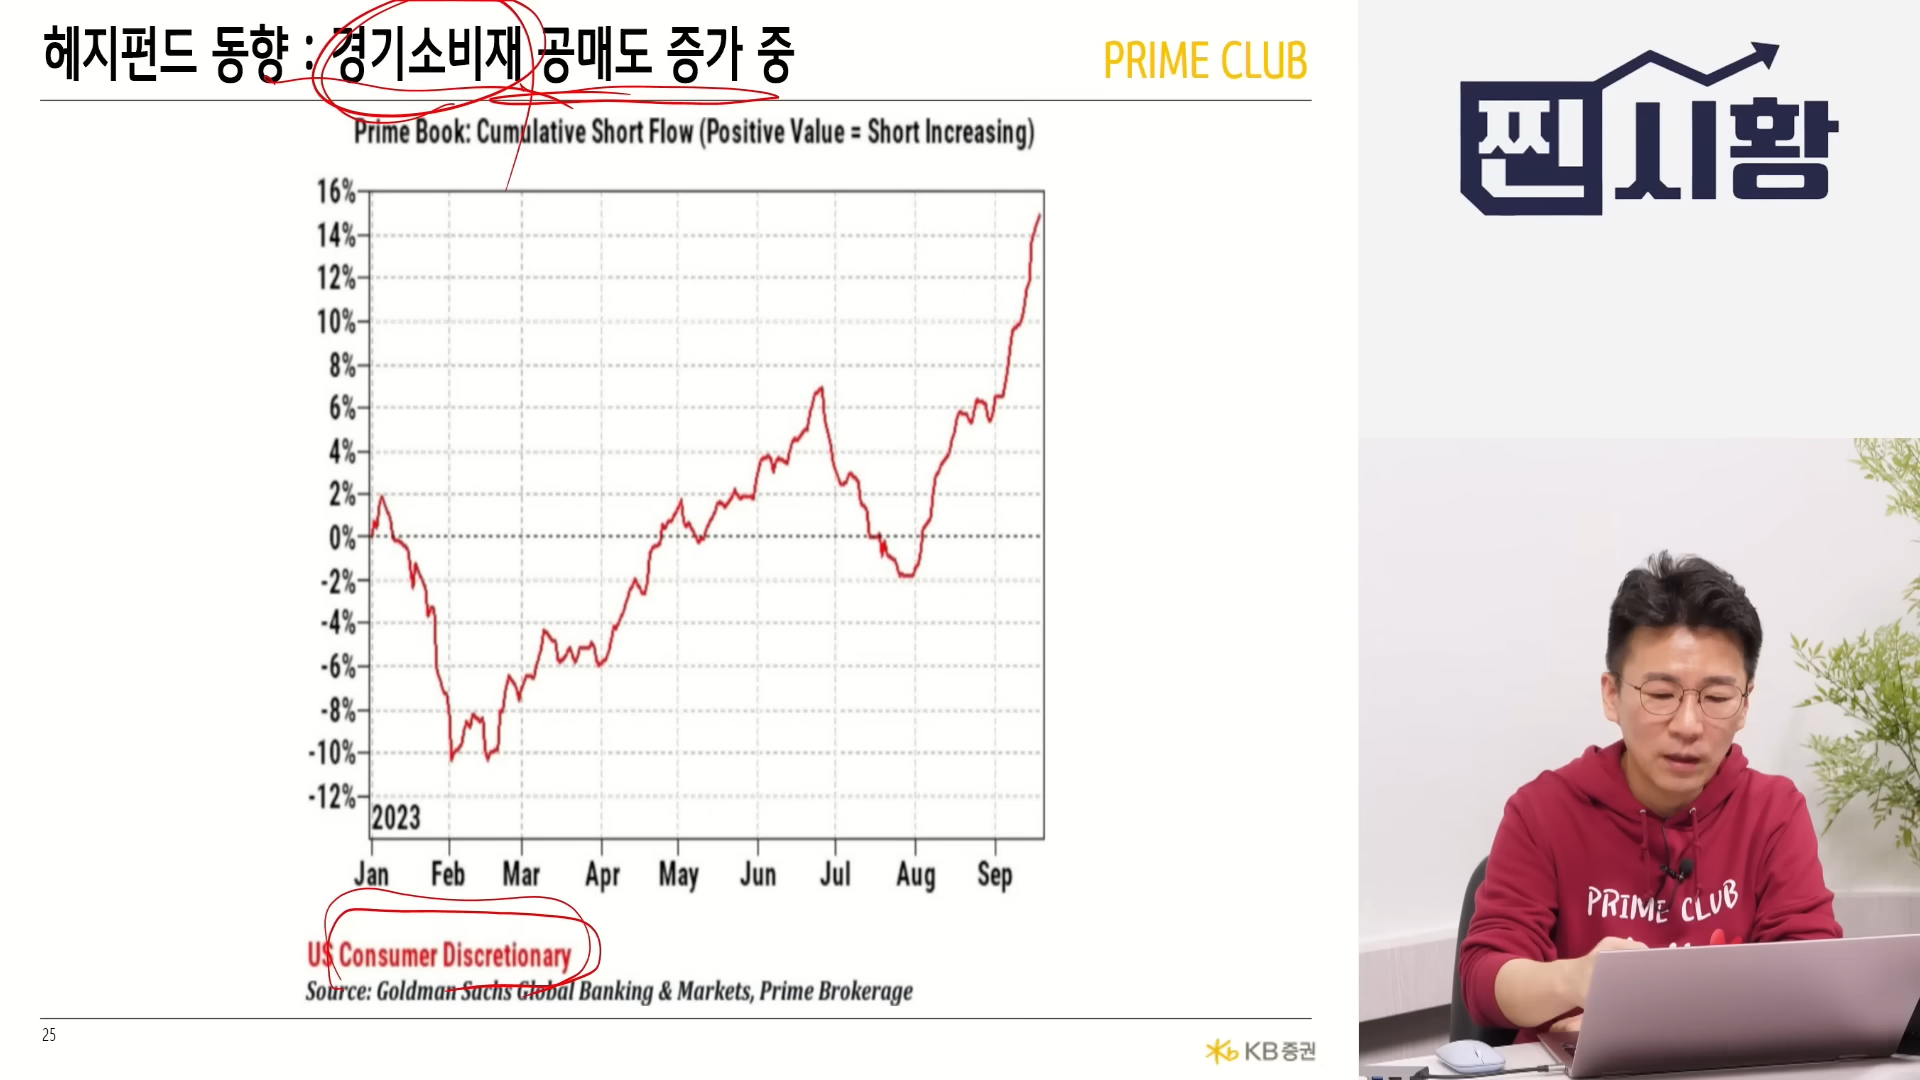 헤지펀드 동향 : 경기소비재 공매도 증가 중
PRIME CLUB
찐시황
Prime Book: Cumulative Short Flow (Positive Value = Short Increasing)
16%
14%
12%
10%
8%
6%
4%
2%
0%
-2%
-4%
-6%
-8%
-10%
-12%
2023
Jan Feb Mar Apr May Jun Jul Aug Sep
US Consumer Discretionary
Source: Goldman Sachs Global Banking & Markets, Prime Brokerage
25
KB증권
PRIME CLUB